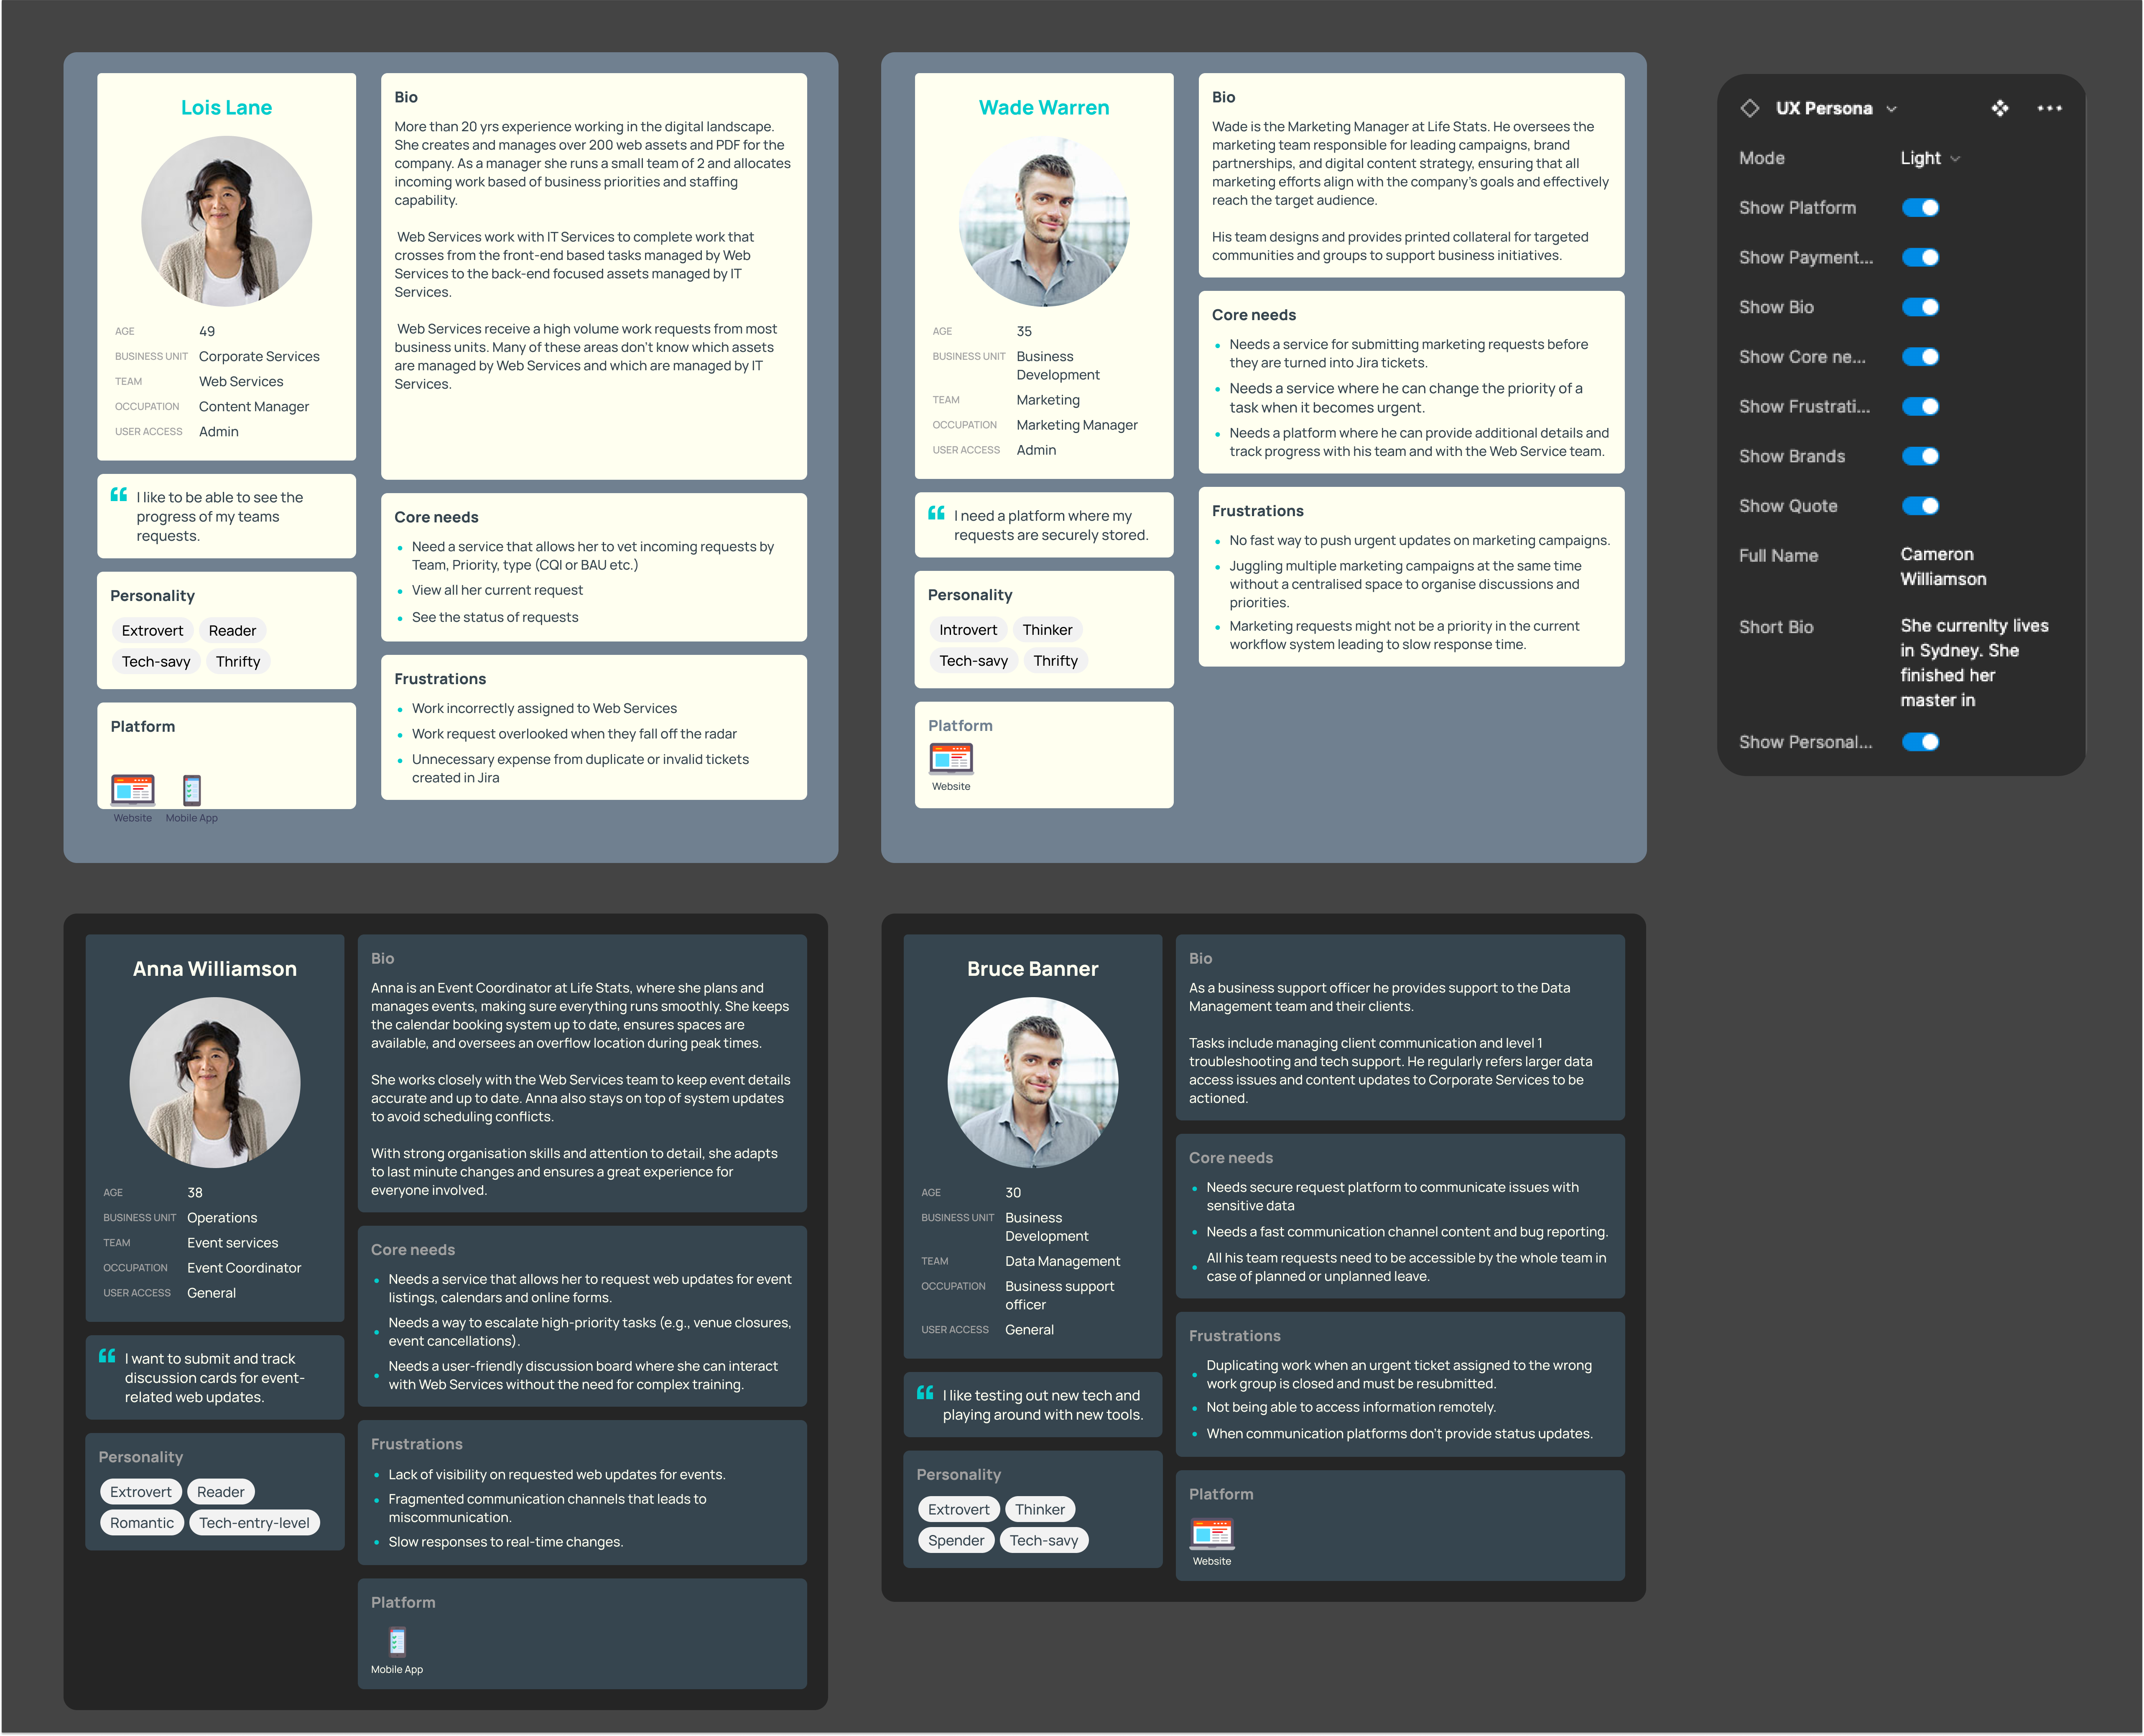 Lois Lane
AGE 49
BUSINESS UNIT Corporate Services
TEAM Web Services
OCCUPATION Content Manager
USER ACCESS Admin
I like to be able to see the
progress of my teams
requests.
Personality
Extrovert Reader
Tech-savy Thrifty
Platform
Website Mobile App
Bio
More than 20 yrs experience working in the digital landscape.
She creates and manages over 200 web assets and PDF for the
company. As a manager she runs a small team of 2 and allocates
incoming work based of business priorities and staffing
capability.
Web Services work with IT Services to complete work that
crosses from the front-end based tasks managed by Web
Services to the back-end focused assets managed by IT
Services.
Web Services receive a high volume work requests from most
business units. Many of these areas don't know which assets
are managed by Web Services and which are managed by IT
Services.
Core needs
• Need a service that allows her to vet incoming requests by
Team, Priority, type (CQI or BAU etc.)
• View all her current request
• See the status of requests
Frustrations
• Work incorrectly assigned to Web Services
• Work request overlooked when they fall off the radar
• Unnecessary expense from duplicate or invalid tickets
created in Jira
Wade Warren
AGE 35
BUSINESS UNIT Business
Development
TEAM Marketing
OCCUPATION Marketing Manager
USER ACCESS Admin
I need a platform where my
requests are securely stored.
Personality
Introvert Thinker
Tech-savy Thrifty
Platform
Website
Bio
Wade is the Marketing Manager at Life Stats. He oversees the
marketing team responsible for leading campaigns, brand
partnerships, and digital content strategy, ensuring that all
marketing efforts align with the company's goals and effectively
reach the target audience.
His team designs and provides printed collateral for targeted
communities and groups to support business initiatives.
Core needs
• Needs a service for submitting marketing requests before
they are turned into Jira tickets.
• Needs a service where he can change the priority of a
task when it becomes urgent.
• Needs a platform where he can provide additional details and
track progress with his team and with the Web Service team.
Frustrations
• No fast way to push urgent updates on marketing campaigns.
• Juggling multiple marketing campaigns at the same time
without a centralised space to organise discussions and
priorities.
• Marketing requests might not be a priority in the current
workflow system leading to slow response time.
UX Persona
Mode Light
Show Platform
Show Payment...
Show Bio
Show Core ne...
Show Frustrati...
Show Brands
Show Quote
Full Name Cameron
Williamson
Short Bio She currenlty lives
in Sydney. She
finished her
master in
Show Personal...
Anna Williamson
AGE 38
BUSINESS UNIT Operations
TEAM Event services
OCCUPATION Event Coordinator
USER ACCESS General
I want to submit and track
discussion cards for event-
related web updates.
Personality
Extrovert Reader
Romantic Tech-entry-level
Bio
Anna is an Event Coordinator at Life Stats, where she plans and
manages events, making sure everything runs smoothly. She keeps
the calendar booking system up to date, ensures spaces are
available, and oversees an overflow location during peak times.
She works closely with the Web Services team to keep event details
accurate and up to date. Anna also stays on top of system updates
to avoid scheduling conflicts.
With strong organisation skills and attention to detail, she adapts
to last minute changes and ensures a great experience for
everyone involved.
Core needs
• Needs a service that allows her to request web updates for event
listings, calendars and online forms.
• Needs a way to escalate high-priority tasks (e.g., venue closures,
event cancellations).
• Needs a user-friendly discussion board where she can interact
with Web Services without the need for complex training.
Frustrations
• Lack of visibility on requested web updates for events.
• Fragmented communication channels that leads to
miscommunication.
• Slow responses to real-time changes.
Platform
Mobile App
Bruce Banner
AGE 30
BUSINESS UNIT Business
Development
TEAM Data Management
OCCUPATION Business support
officer
USER ACCESS General
I like testing out new tech and
playing around with new tools.
Personality
Extrovert Thinker
Spender Tech-savy
Bio
As a business support officer he provides support to the Data
Management team and their clients.
Tasks include managing client communication and level 1
troubleshooting and tech support. He regularly refers larger data
access issues and content updates to Corporate Services to be
actioned.
Core needs
• Needs secure request platform to communicate issues with
sensitive data
• Needs a fast communication channel content and bug reporting.
• All his team requests need to be accessible by the whole team in
case of planned or unplanned leave.
Frustrations
• Duplicating work when an urgent ticket assigned to the wrong
work group is closed and must be resubmitted.
• Not being able to access information remotely.
• When communication platforms don't provide status updates.
Platform
Website